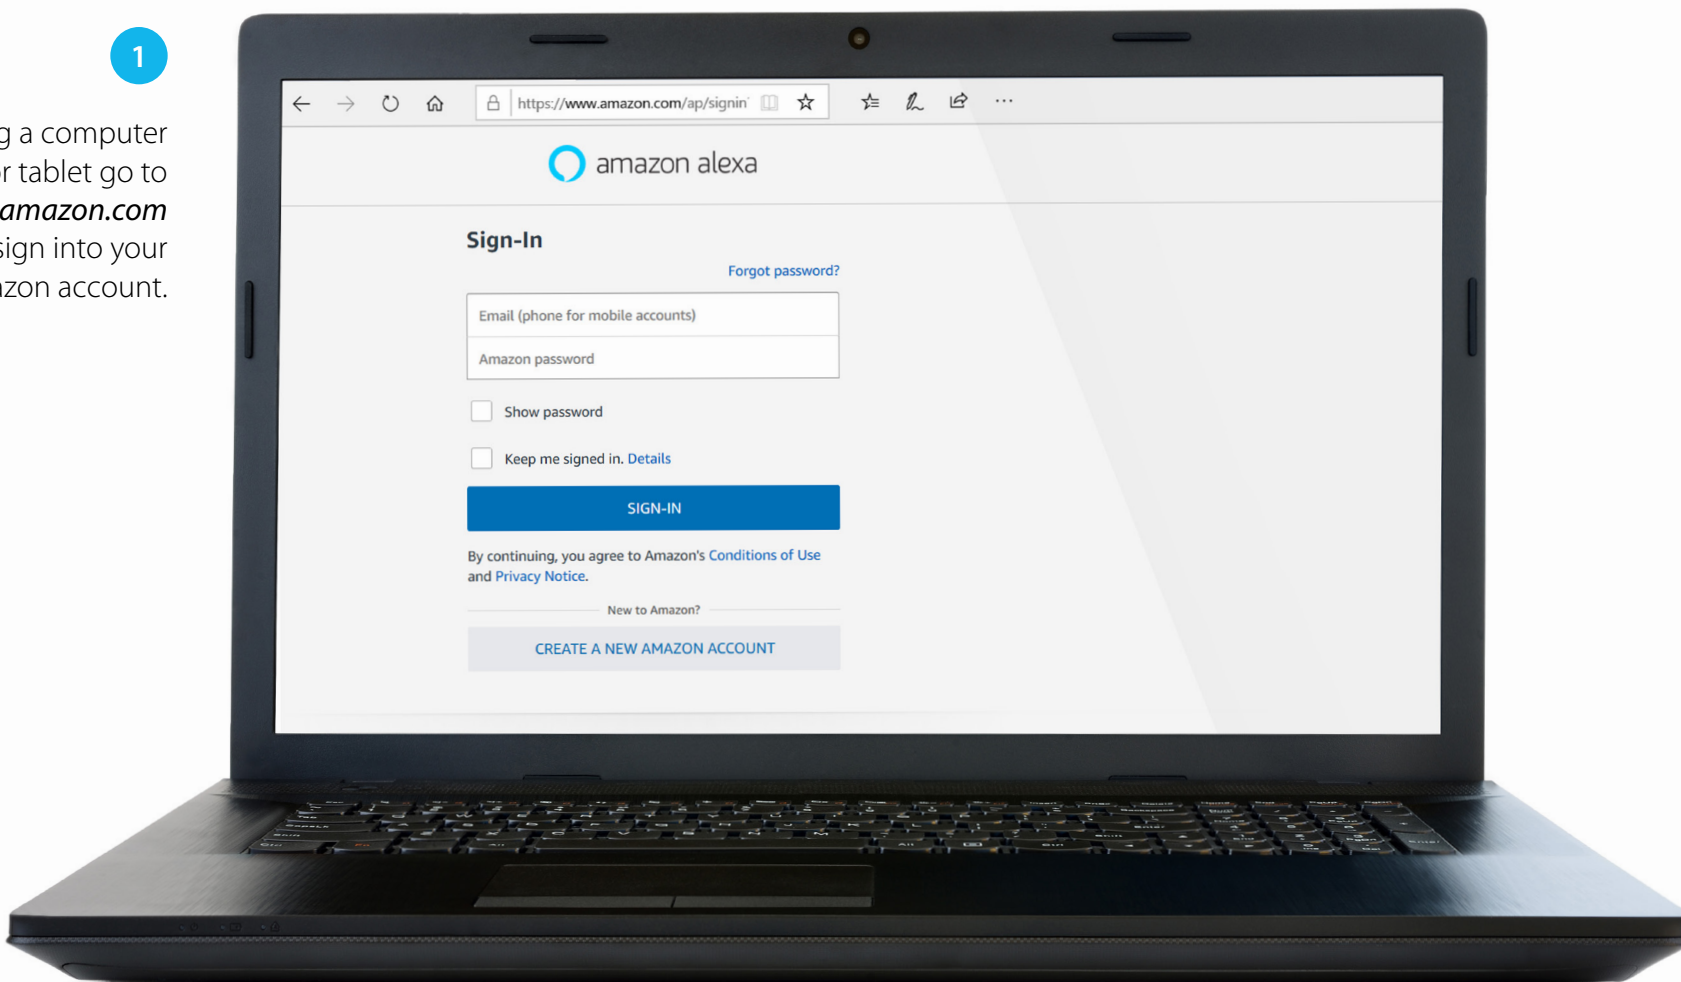 1
g a computer
or tablet go to
amazon.com
sign into your
azon account.
https://www.amazon.com/ap/signin
amazon alexa
Sign-In
Forgot password?
Email (phone for mobile accounts)
Amazon password
Show password
Keep me signed in. Details
SIGN-IN
By continuing, you agree to Amazon's Conditions of Use
and Privacy Notice.
New to Amazon?
CREATE A NEW AMAZON ACCOUNT